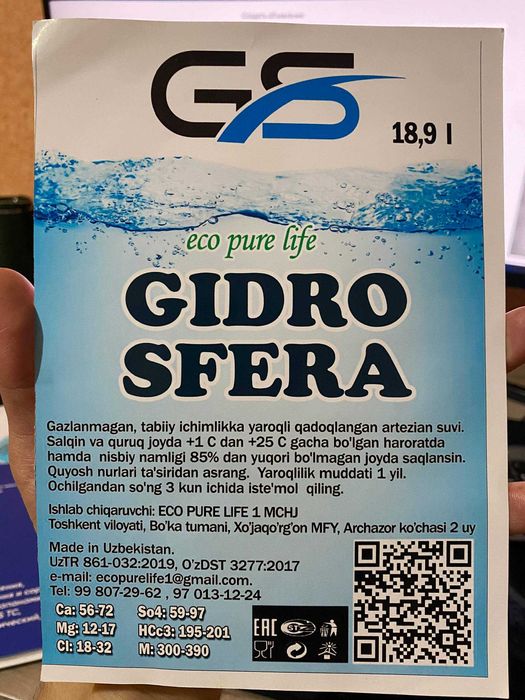 GS
18,9 l
eco pure life
GIDRO
SFERA
Gazlanmagan, tabiiy ichimlikka yaroqli qadoqlangan artezian suvi.
Salqin va quruq joyda +1 C dan +25 C gacha bo'lgan haroratda
hamda nisbiy namligi 85% dan yuqori bo'lmagan joyda saqlansin.
Quyosh nurlari ta'siridan asrang. Yaroqlilik muddati 1 yil.
Ochilgandan so'ng 3 kun ichida iste'mol qiling.
Ishlab chiqaruvchi: ECO PURE LIFE 1 MCHJ
Toshkent viloyati, Bo'ka tumani, Xo'jaqo'rg'on MFY, Archazor ko'chasi 2 uy
Made in Uzbekistan.
UzTR 861-032:2019, O'zDST 3277:2017
e-mail: ecopurelife1@gmail.com.
Tel: 99 807-29-62 , 97 013-12-24
Ca: 56-72 So4: 59-97
Mg: 12-17 HCc3: 195-201
Cl: 18-32 M: 300-390
EAC